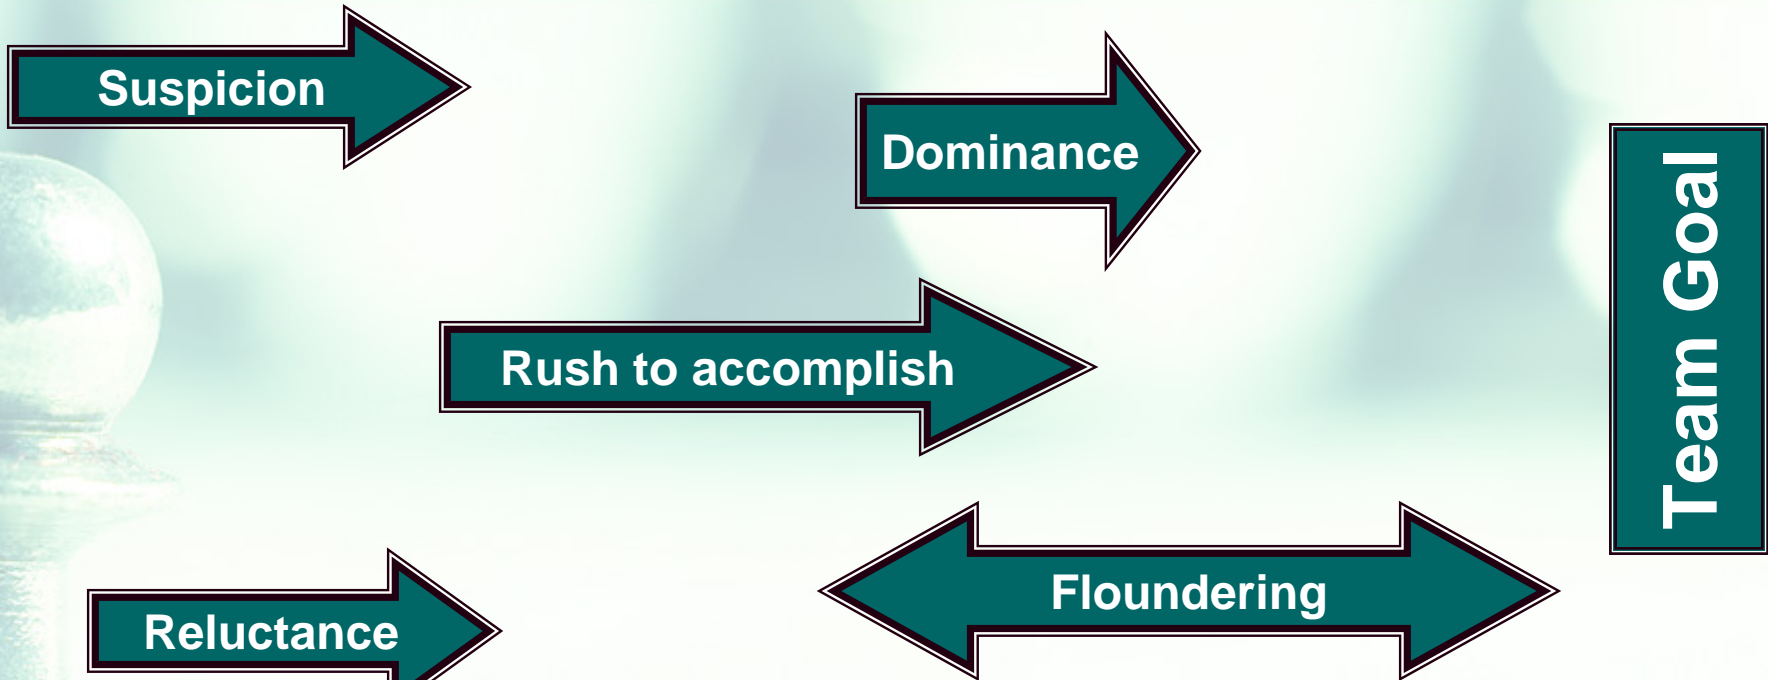 Suspicion
Dominance
Team Goal
Rush to accomplish
Floundering
Reluctance